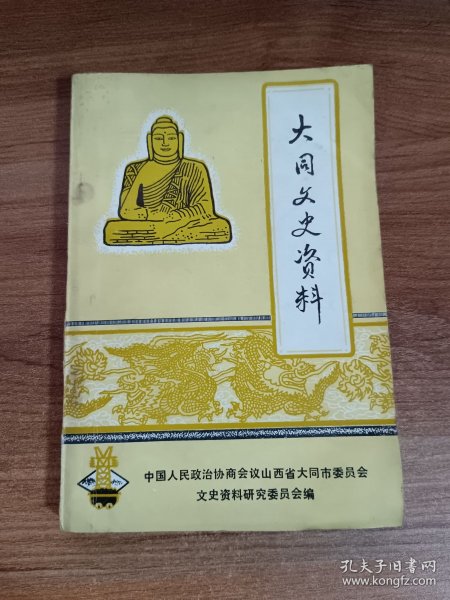 大同文史资料
中国人民政治协商会议山西省大同市委员会
文史资料研究委员会编
孔夫子旧书网
www.kongfz.com